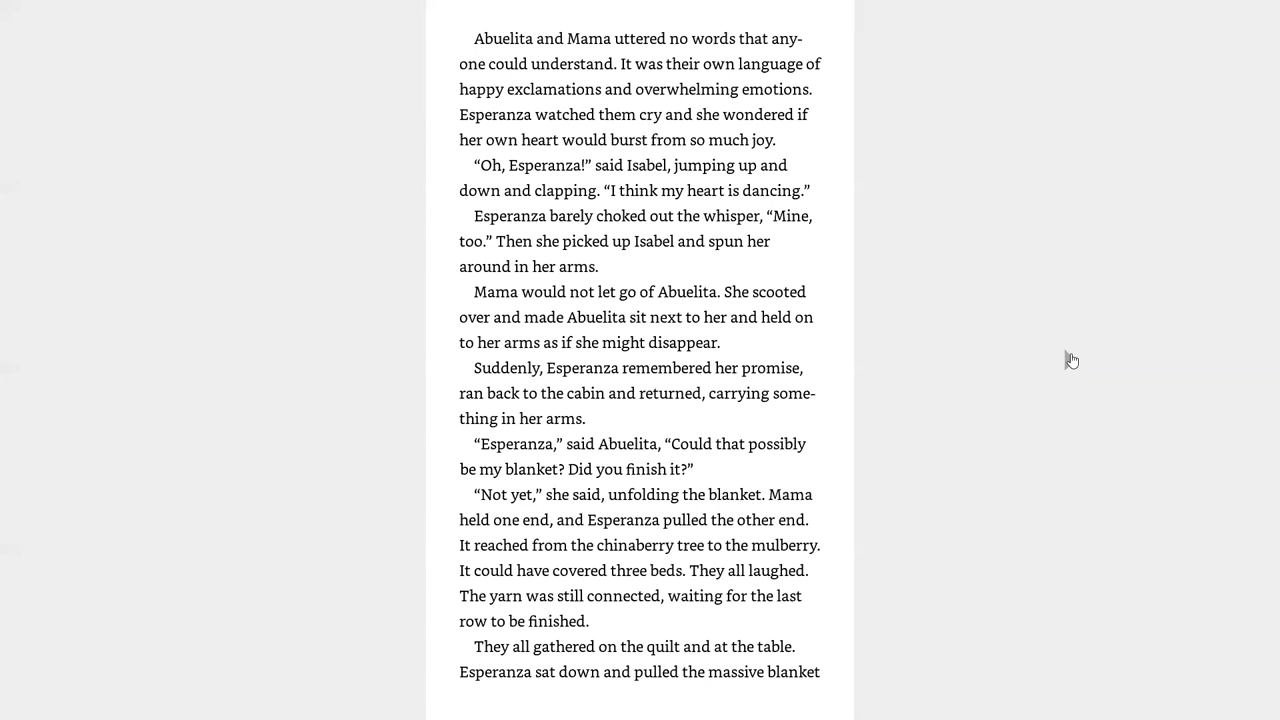 Abuelita and Mama uttered no words that any-
one could understand. It was their own language of
happy exclamations and overwhelming emotions.
Esperanza watched them cry and she wondered if
her own heart would burst from so much joy.
“Oh, Esperanza!” said Isabel, jumping up and
down and clapping. “I think my heart is dancing.”
Esperanza barely choked out the whisper, “Mine,
too.” Then she picked up Isabel and spun her
around in her arms.
Mama would not let go of Abuelita. She scooted
over and made Abuelita sit next to her and held on
to her arms as if she might disappear.
Suddenly, Esperanza remembered her promise,
ran back to the cabin and returned, carrying some-
thing in her arms.
“Esperanza,” said Abuelita, “Could that possibly
be my blanket? Did you finish it?”
“Not yet,” she said, unfolding the blanket. Mama
held one end, and Esperanza pulled the other end.
It reached from the chinaberry tree to the mulberry.
It could have covered three beds. They all laughed.
The yarn was still connected, waiting for the last
row to be finished.
They all gathered on the quilt and at the table.
Esperanza sat down and pulled the massive blanket